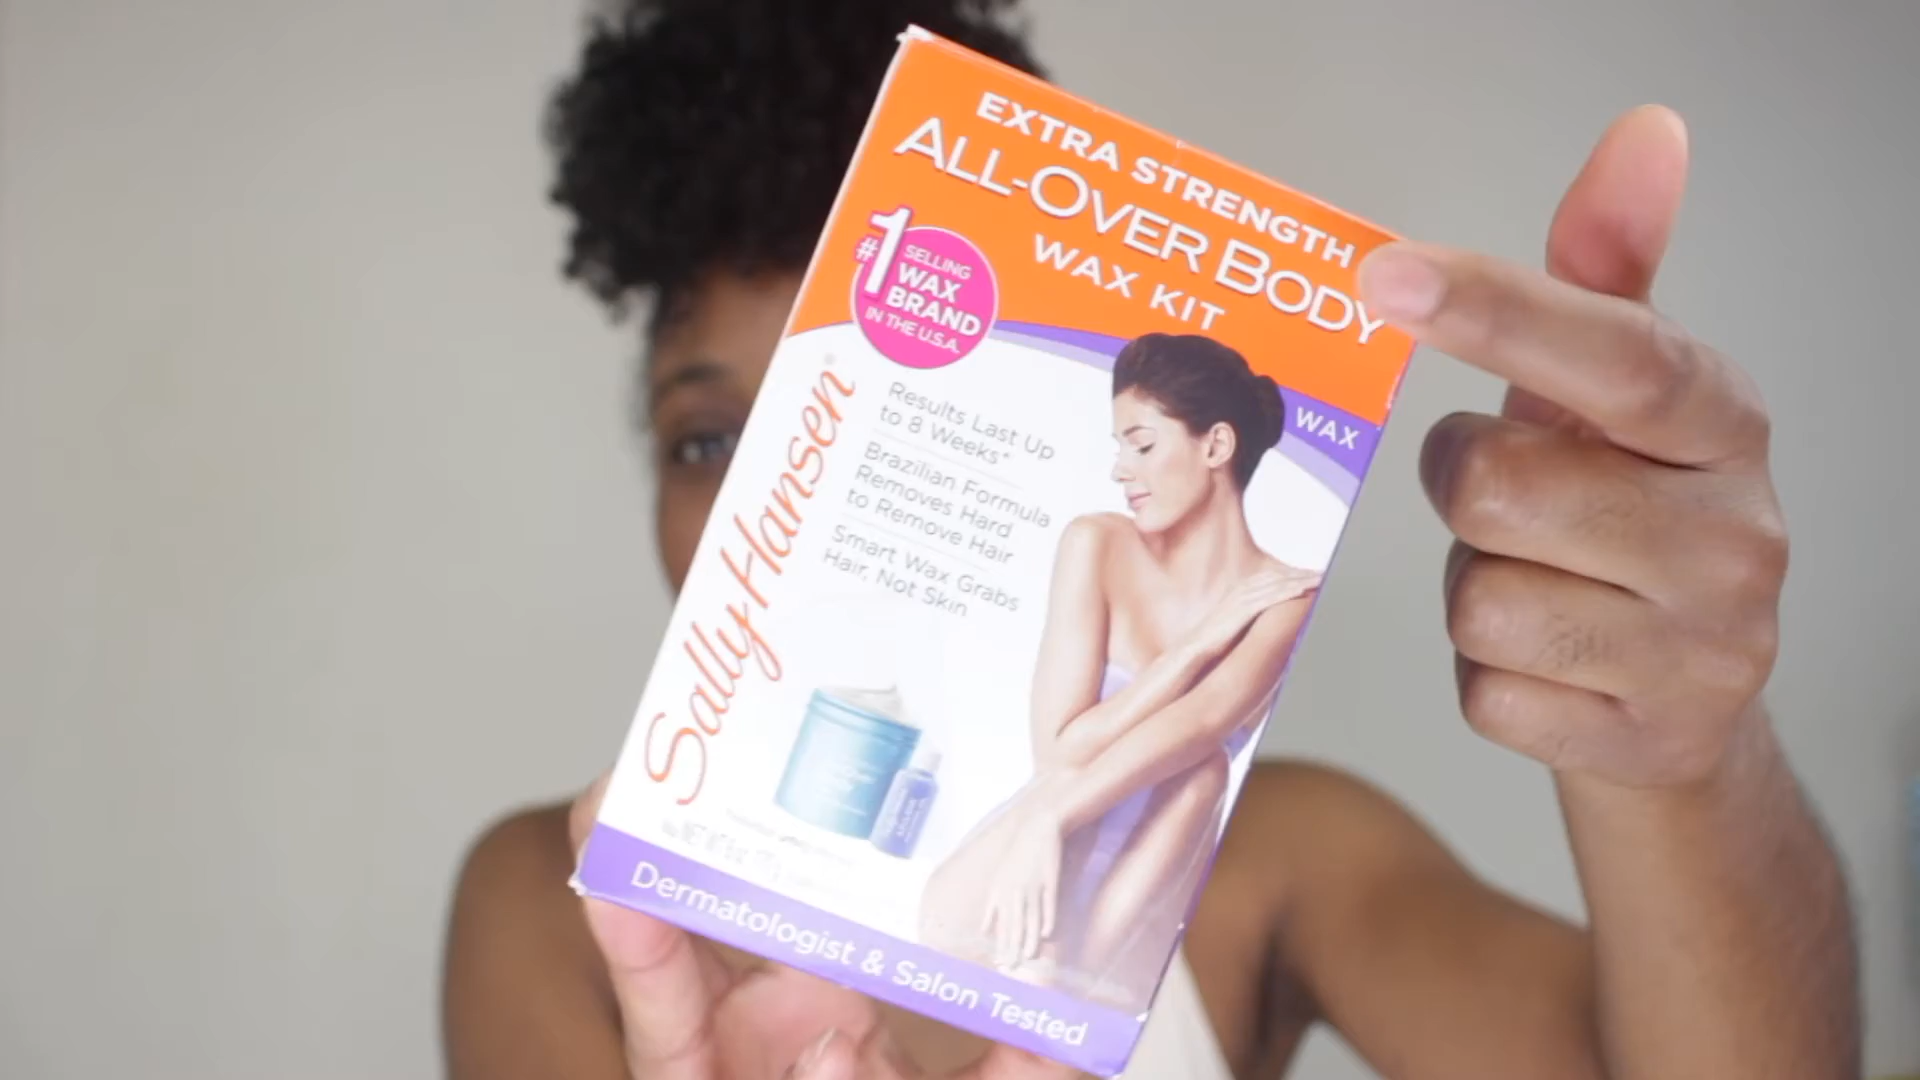 EXTRA STRENGTH
ALL-OVER BODY
WAX KIT
#1
SELLING
WAX
BRAND
IN THE U.S.A.
WAX
Sally Hansen®
Results Last Up
to 8 Weeks*
Brazilian Formula
Removes Hard
to Remove Hair
Smart Wax Grabs
Hair, Not Skin
Dermatologist & Salon Tested